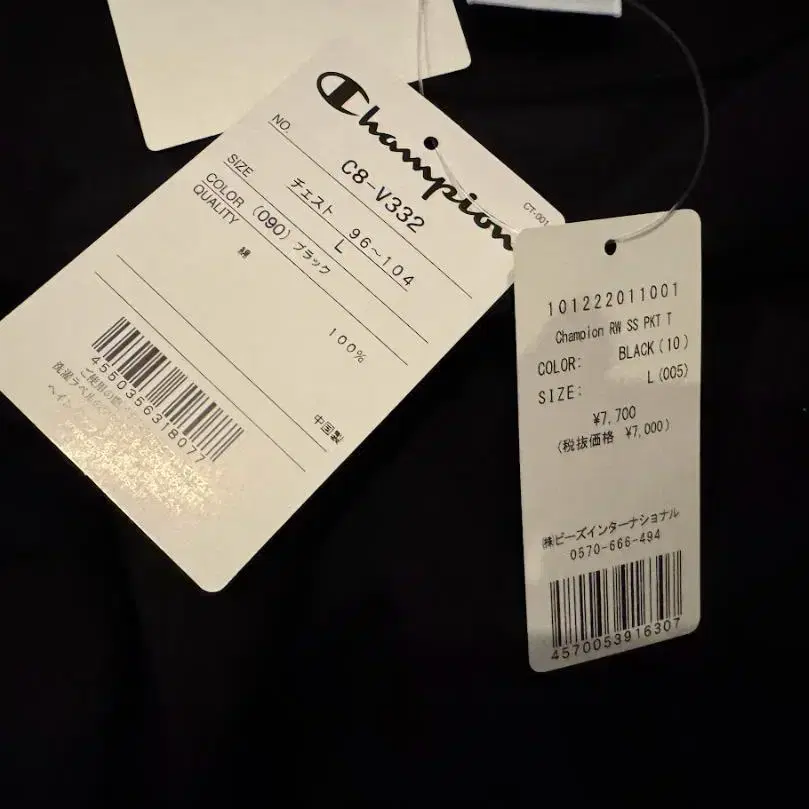 Champion
CT-001
NO. C8-V332
SIZE チェスト 96~104
L
COLOR (090) ブラック
QUALITY
綿 100%
中国製
4550356318077
101222011001
Champion RW SS PKT T
COLOR: BLACK(10)
SIZE: L(005)
¥7,700
(税抜価格 ¥7,000)
㈱ビーズインターナショナル
0570-666-494
4570053916307